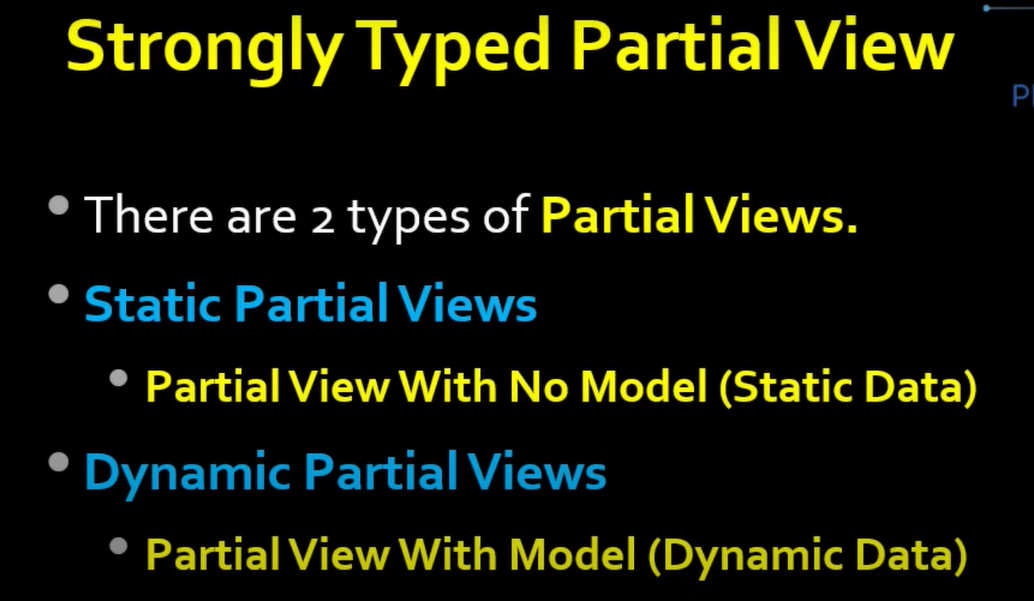 Strongly Typed Partial View
There are 2 types of Partial Views.
Static Partial Views
Partial View With No Model (Static Data)
Dynamic Partial Views
Partial View With Model (Dynamic Data)